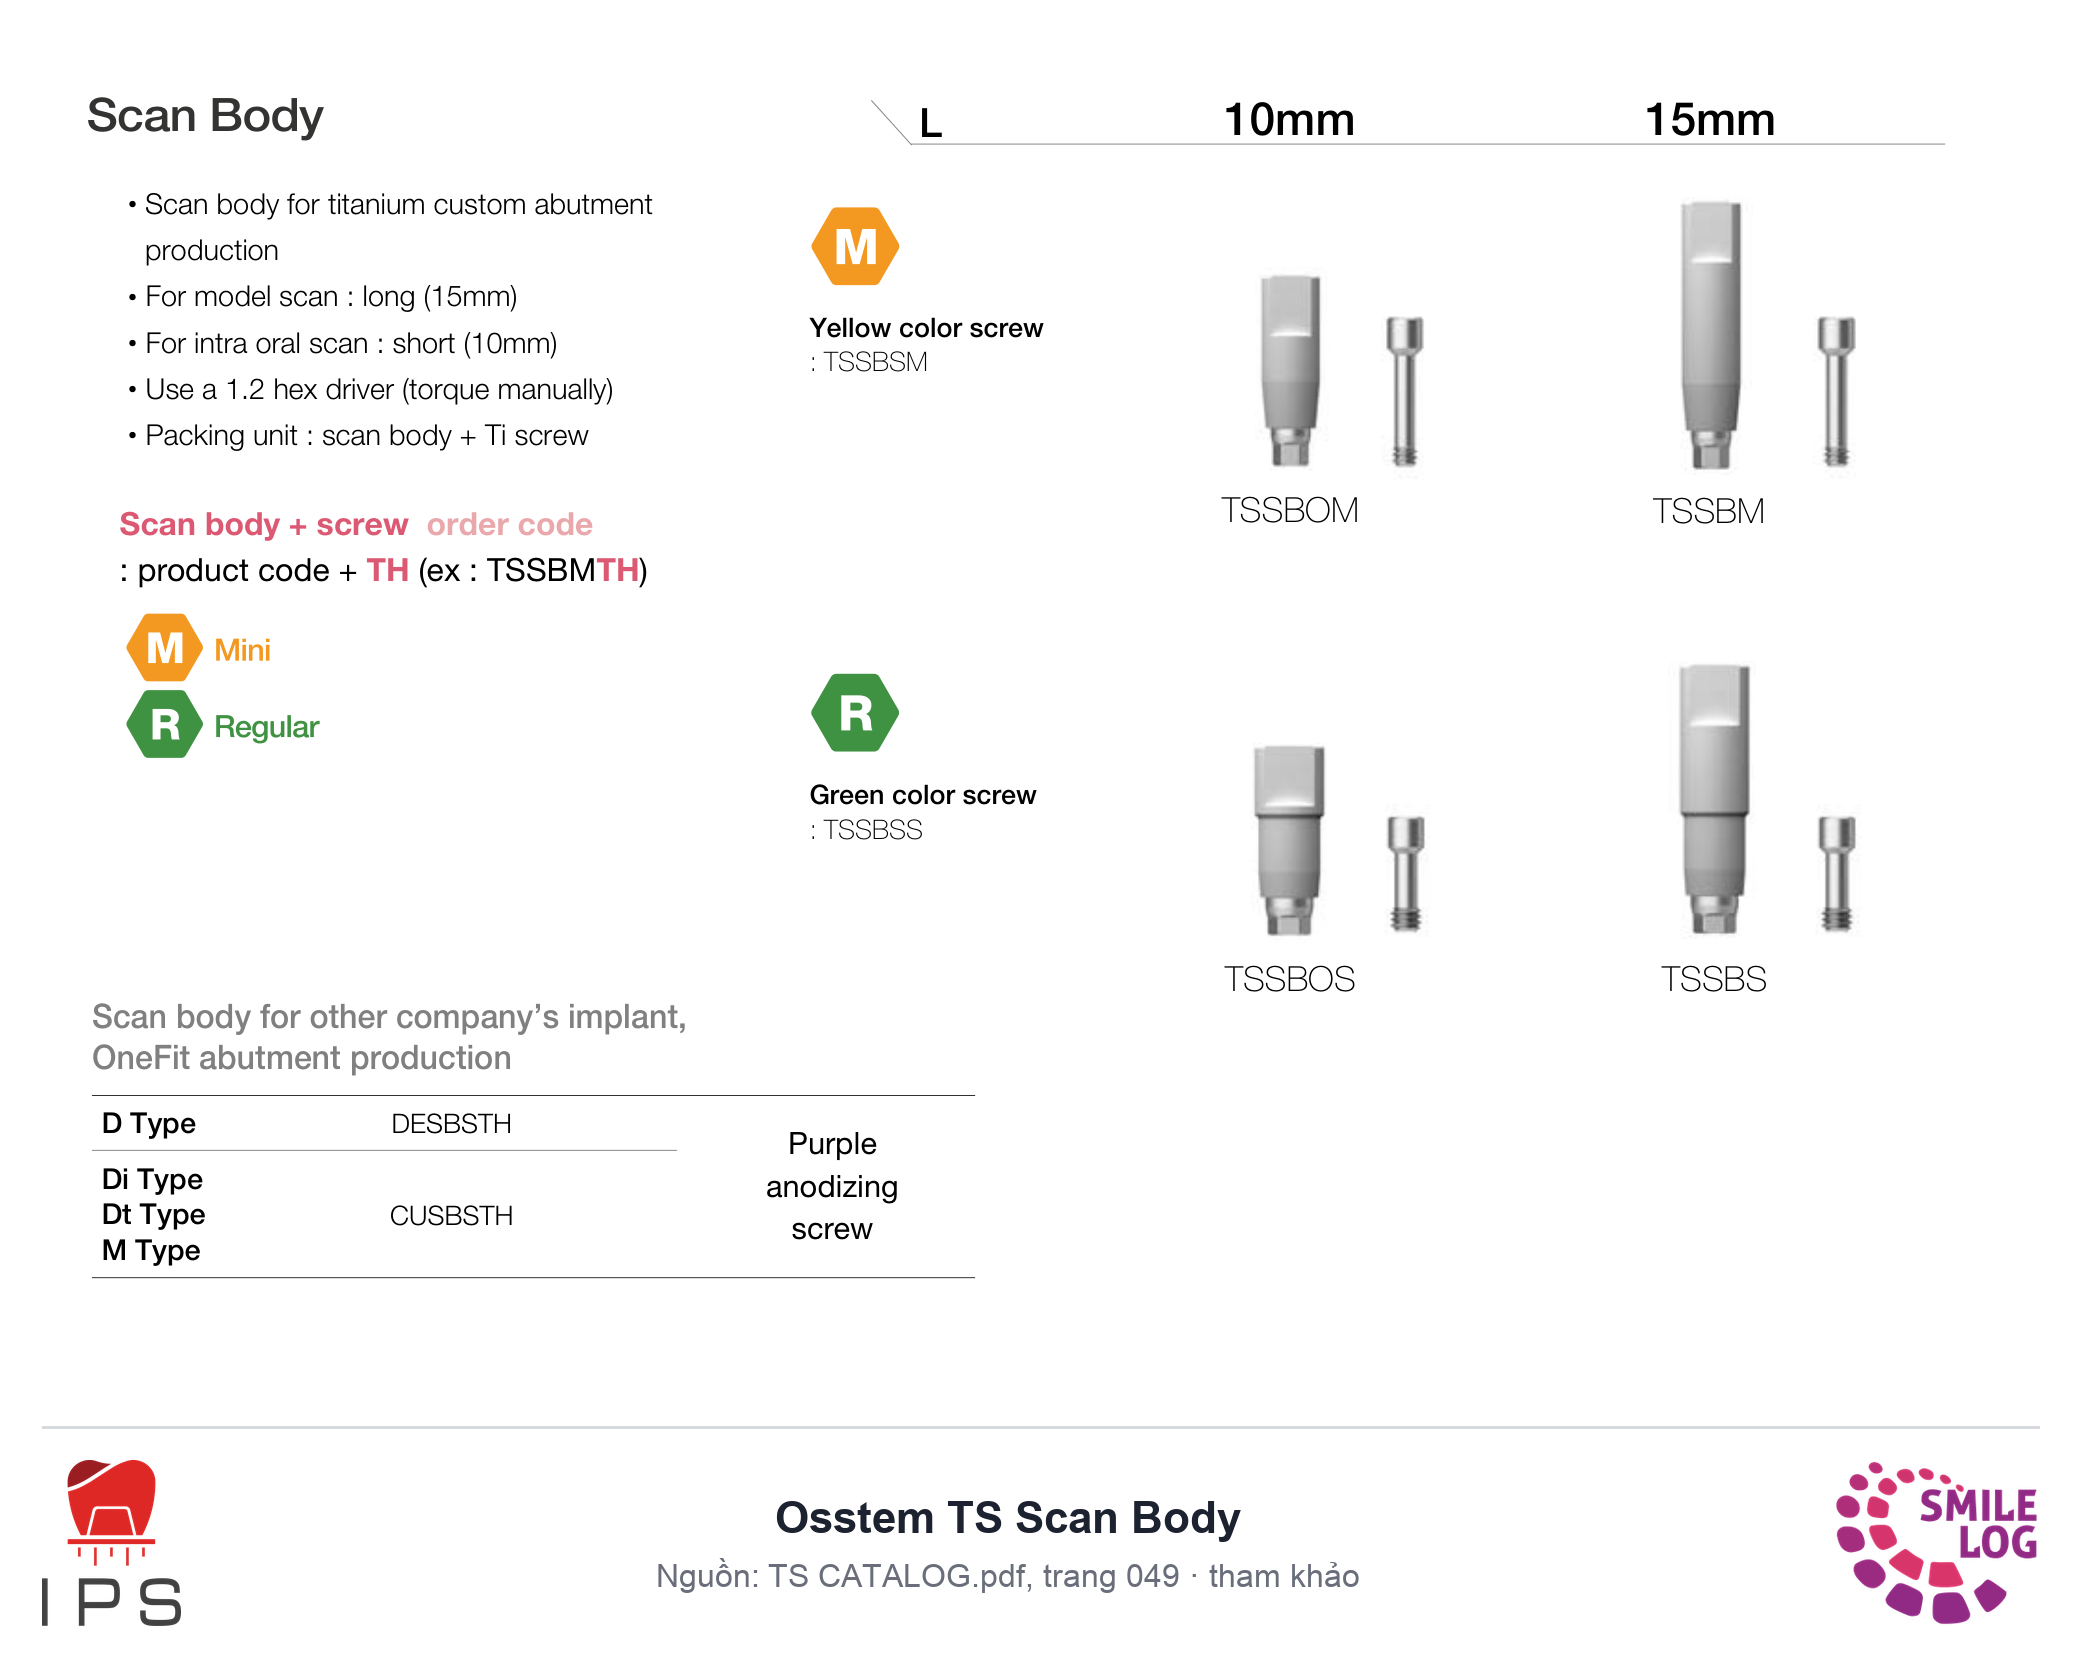 Scan Body
L 10mm 15mm
• Scan body for titanium custom abutment
production
• For model scan : long (15mm)
• For intra oral scan : short (10mm)
• Use a 1.2 hex driver (torque manually)
• Packing unit : scan body + Ti screw
Scan body + screw order code
: product code + TH (ex : TSSBMTH)
M Mini
R Regular
M
Yellow color screw
: TSSBSM
TSSBOM
TSSBM
R
Green color screw
: TSSBSS
TSSBOS
TSSBS
Scan body for other company’s implant,
OneFit abutment production
D Type DESBSTH
Di Type
Dt Type
M Type
CUSBSTH
Purple
anodizing
screw
IPS
Osstem TS Scan Body
Nguồn: TS CATALOG.pdf, trang 049 · tham khảo
SMILE
LOG